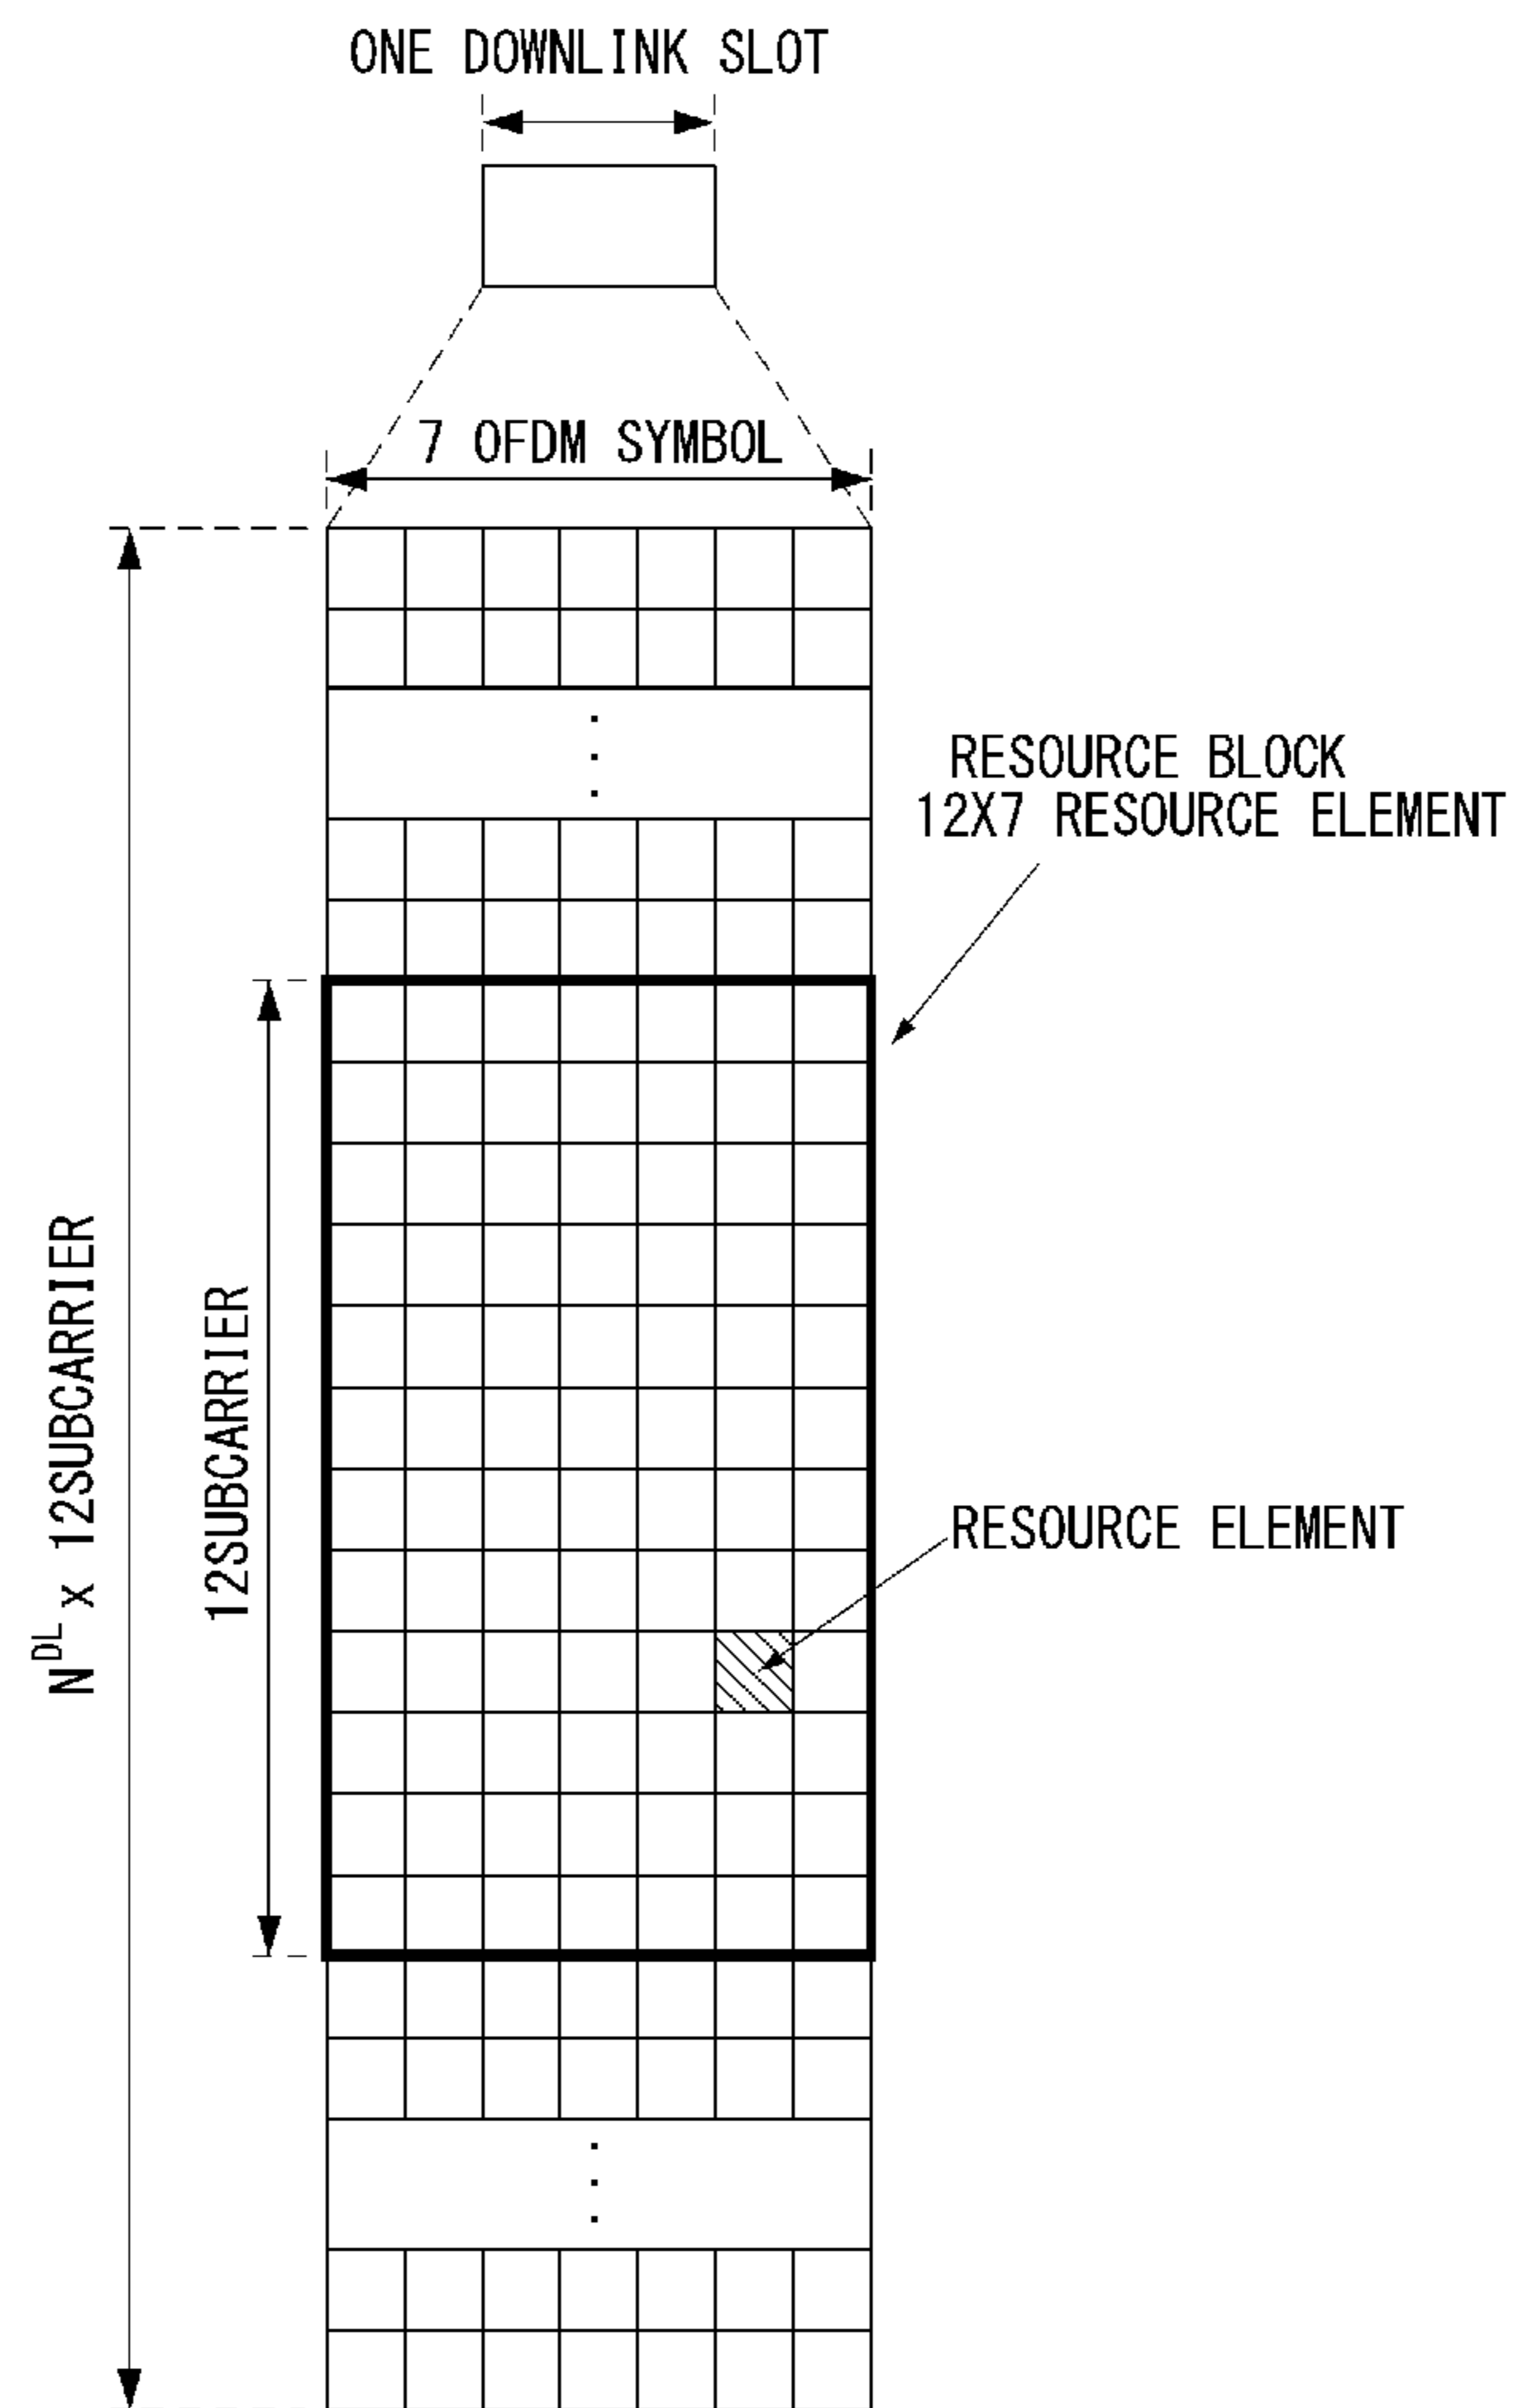 ONE DOWNLINK SLOT
7 OFDM SYMBOL
RESOURCE BLOCK
12X7 RESOURCE ELEMENT
N^DL x 12SUBCARRIER
12SUBCARRIER
RESOURCE ELEMENT